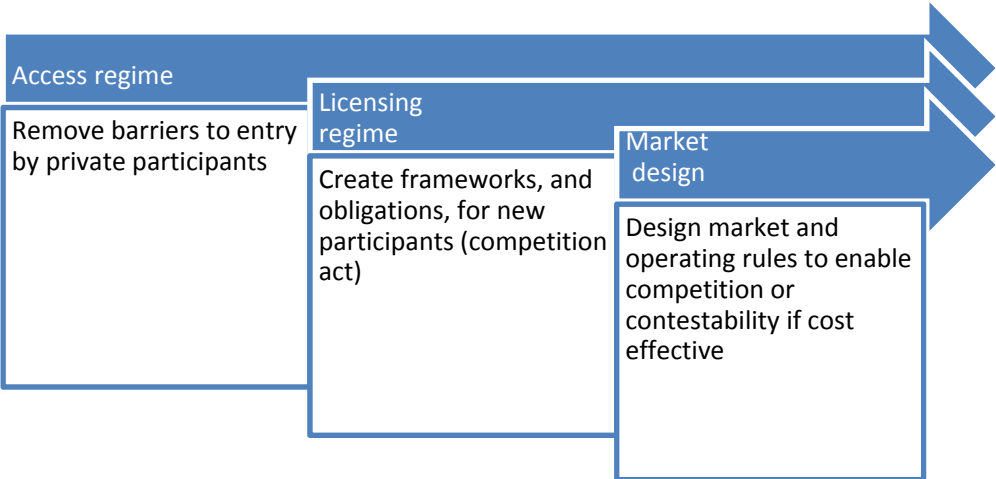 Access regime
Remove barriers to entry
by private participants
Licensing
regime
Create frameworks, and
obligations, for new
participants (competition
act)
Market
design
Design market and
operating rules to enable
competition or
contestability if cost
effective